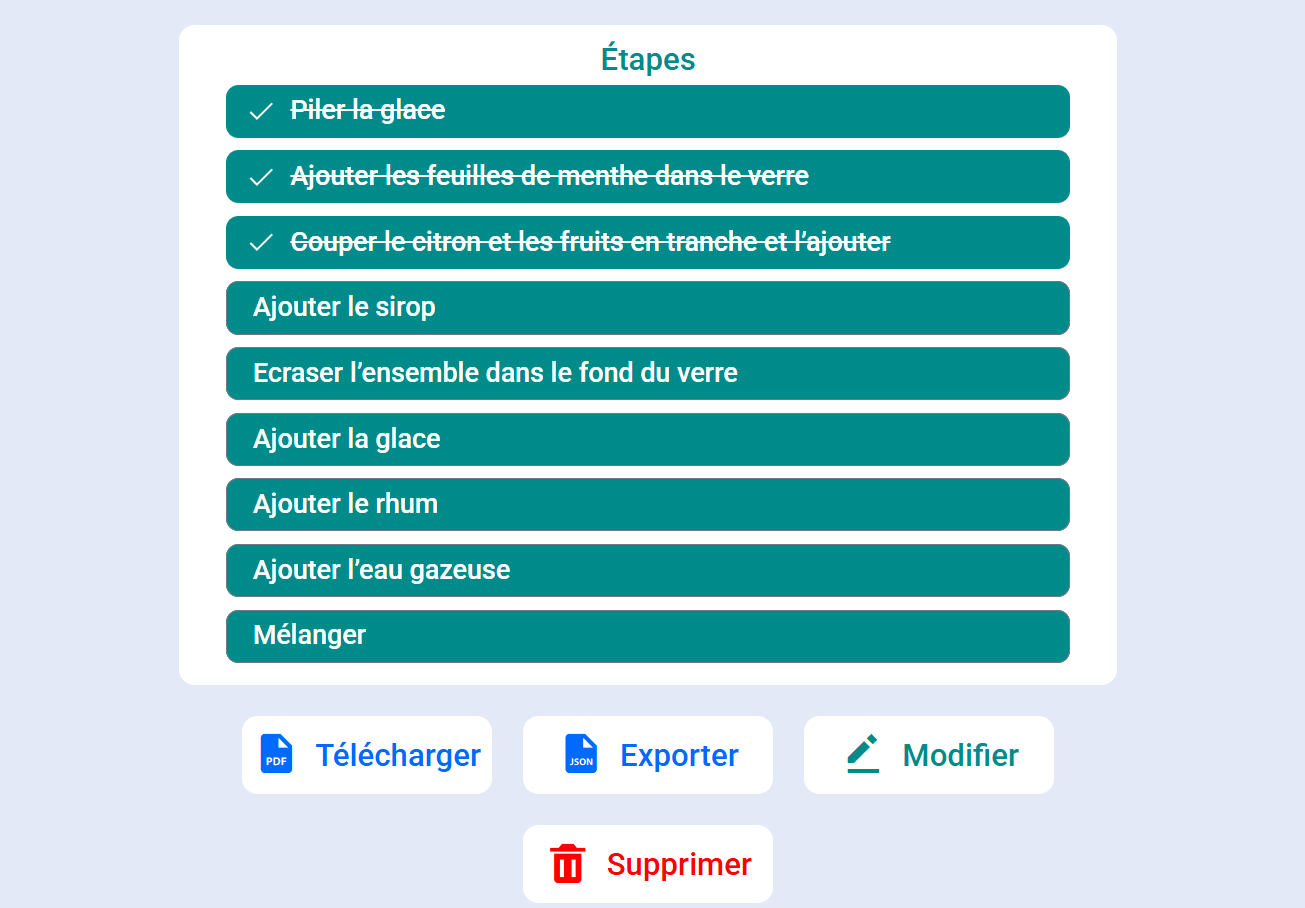 Étapes
Piler la glace
Ajouter les feuilles de menthe dans le verre
Couper le citron et les fruits en tranche et l’ajouter
Ajouter le sirop
Ecraser l’ensemble dans le fond du verre
Ajouter la glace
Ajouter le rhum
Ajouter l’eau gazeuse
Mélanger
PDF Télécharger
JSON Exporter
Modifier
Supprimer